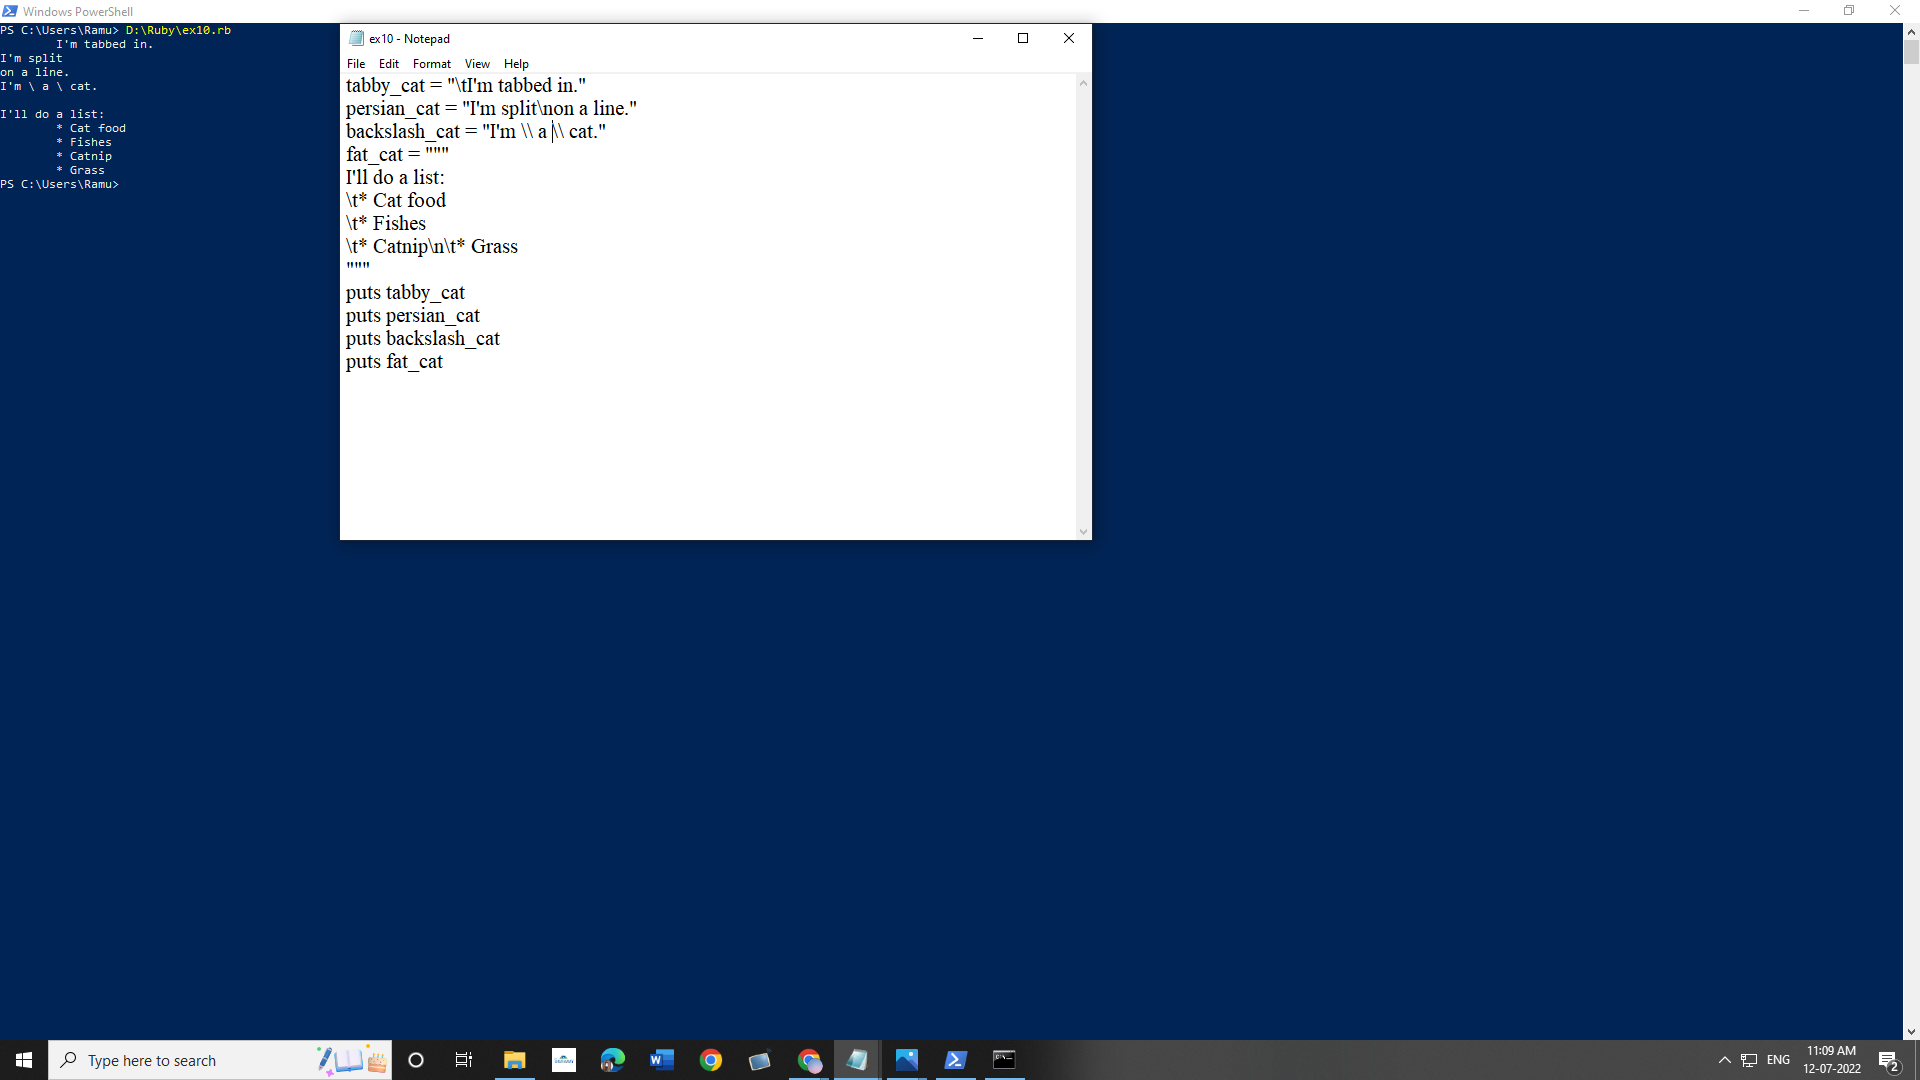 Windows PowerShell
PS C:\Users\Ramu> D:\Ruby\ex10.rb
I'm tabbed in.
I'm split
on a line.
I'm \ a \ cat.
I'll do a list:
* Cat food
* Fishes
* Catnip
* Grass
PS C:\Users\Ramu>
ex10 - Notepad
File Edit Format View Help
tabby_cat = "\tI'm tabbed in."
persian_cat = "I'm split\non a line."
backslash_cat = "I'm \\ a \\ cat."
fat_cat = """
I'll do a list:
\t* Cat food
\t* Fishes
\t* Catnip\n\t* Grass
"""
puts tabby_cat
puts persian_cat
puts backslash_cat
puts fat_cat
Type here to search
ENG
11:09 AM
12-07-2022
2